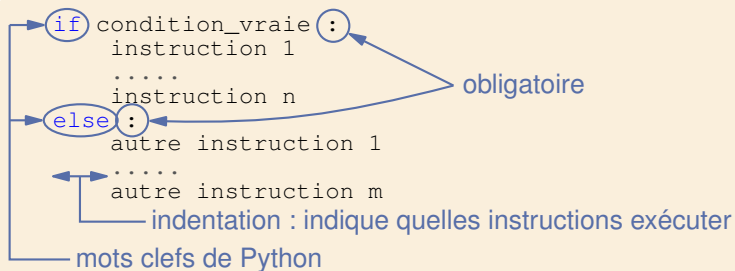 if condition_vraie :
instruction 1
.....
instruction n
obligatoire
else :
autre instruction 1
.....
autre instruction m
indentation : indique quelles instructions exécuter
mots clefs de Python